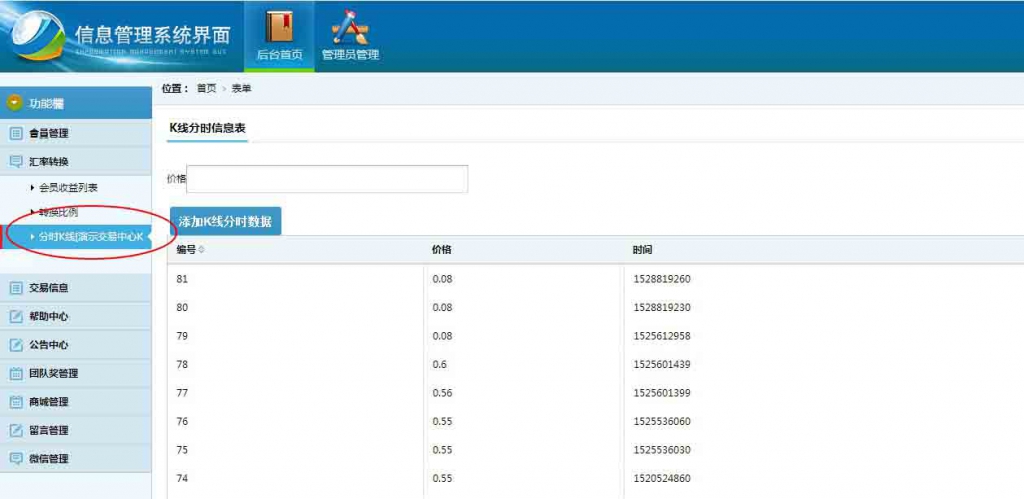 信息管理系统界面
INFORMATION MANAGEMENT SYSTEM GUI
后台首页
管理员管理
位置： 首页 › 表单
功能欄
會員管理
汇率转换
会员收益列表
转换比例
分时K线[演示交易中心K
交易信息
帮助中心
公告中心
团队奖管理
商城管理
留言管理
微信管理
K线分时信息表
价格
添加K线分时数据
编号 价格 时间
81 0.08 1528819260
80 0.08 1528819230
79 0.08 1525612958
78 0.6 1525601439
77 0.56 1525601399
76 0.55 1525536060
75 0.55 1525536030
74 0.55 1520524860